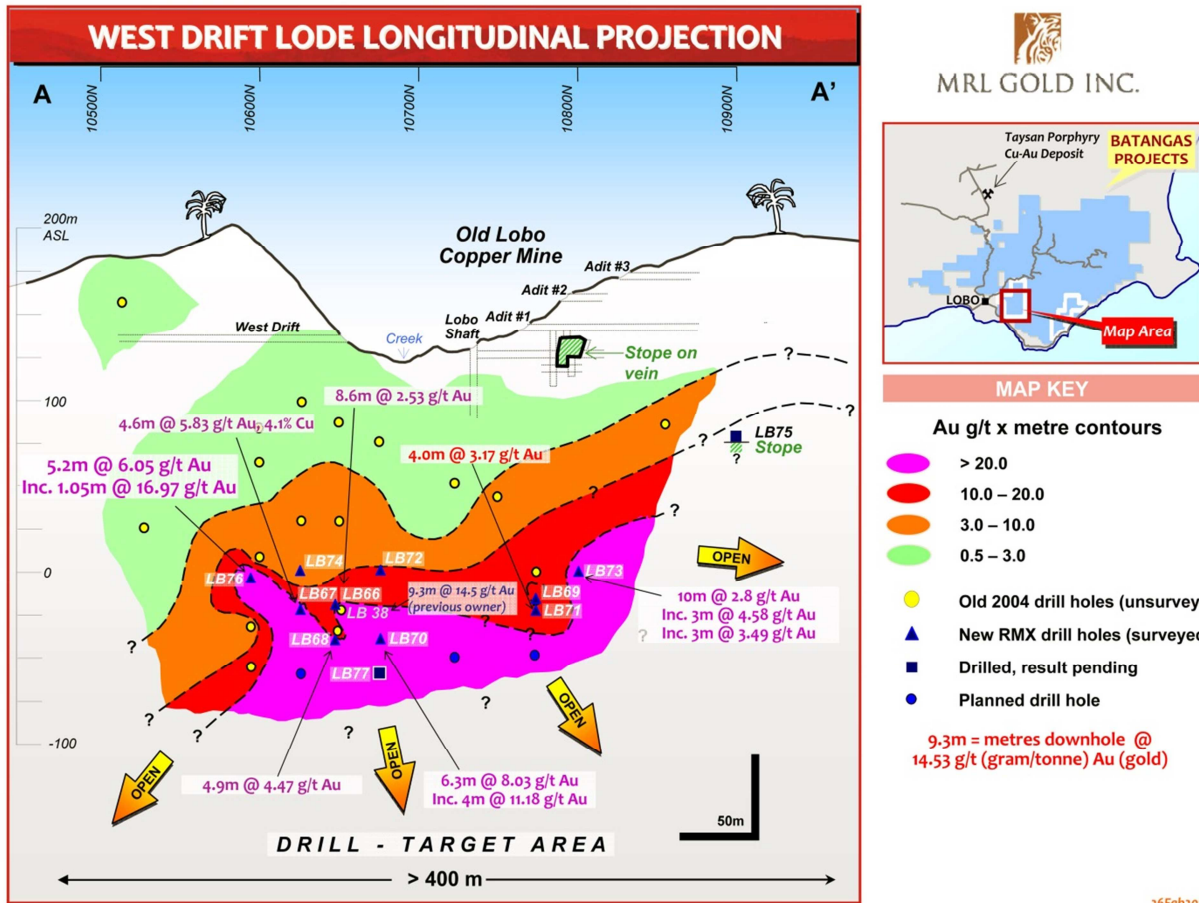 WEST DRIFT LODE LONGITUDINAL PROJECTION
A
A'
10500N
10600N
10700N
10800N
10900N
200m
ASL
Old Lobo
Copper Mine
Adit #3
Adit #2
Adit #1
Lobo
Shaft
West Drift
Creek
Stope on
vein
?
?
100
8.6m @ 2.53 g/t Au
4.6m @ 5.83 g/t Au, 4.1% Cu
5.2m @ 6.05 g/t Au
Inc. 1.05m @ 16.97 g/t Au
4.0m @ 3.17 g/t Au
LB75
Stope
?
?
?
?
0
LB76
LB74
LB72
LB67
LB66
LB 38
9.3m @ 14.5 g/t Au
(previous owner)
LB69
LB71
LB73
OPEN
10m @ 2.8 g/t Au
Inc. 3m @ 4.58 g/t Au
Inc. 3m @ 3.49 g/t Au
?
?
LB68
LB70
LB77
?
?
?
?
?
-100
OPEN
OPEN
OPEN
4.9m @ 4.47 g/t Au
6.3m @ 8.03 g/t Au
Inc. 4m @ 11.18 g/t Au
50m
DRILL - TARGET AREA
> 400 m
MRL GOLD INC.
Taysan Porphyry
Cu-Au Deposit
BATANGAS
PROJECTS
LOBO
Map Area
MAP KEY
Au g/t x metre contours
> 20.0
10.0 – 20.0
3.0 – 10.0
0.5 – 3.0
Old 2004 drill holes (unsurvey
New RMX drill holes (surveyed
Drilled, result pending
Planned drill hole
9.3m = metres downhole @
14.53 g/t (gram/tonne) Au (gold)